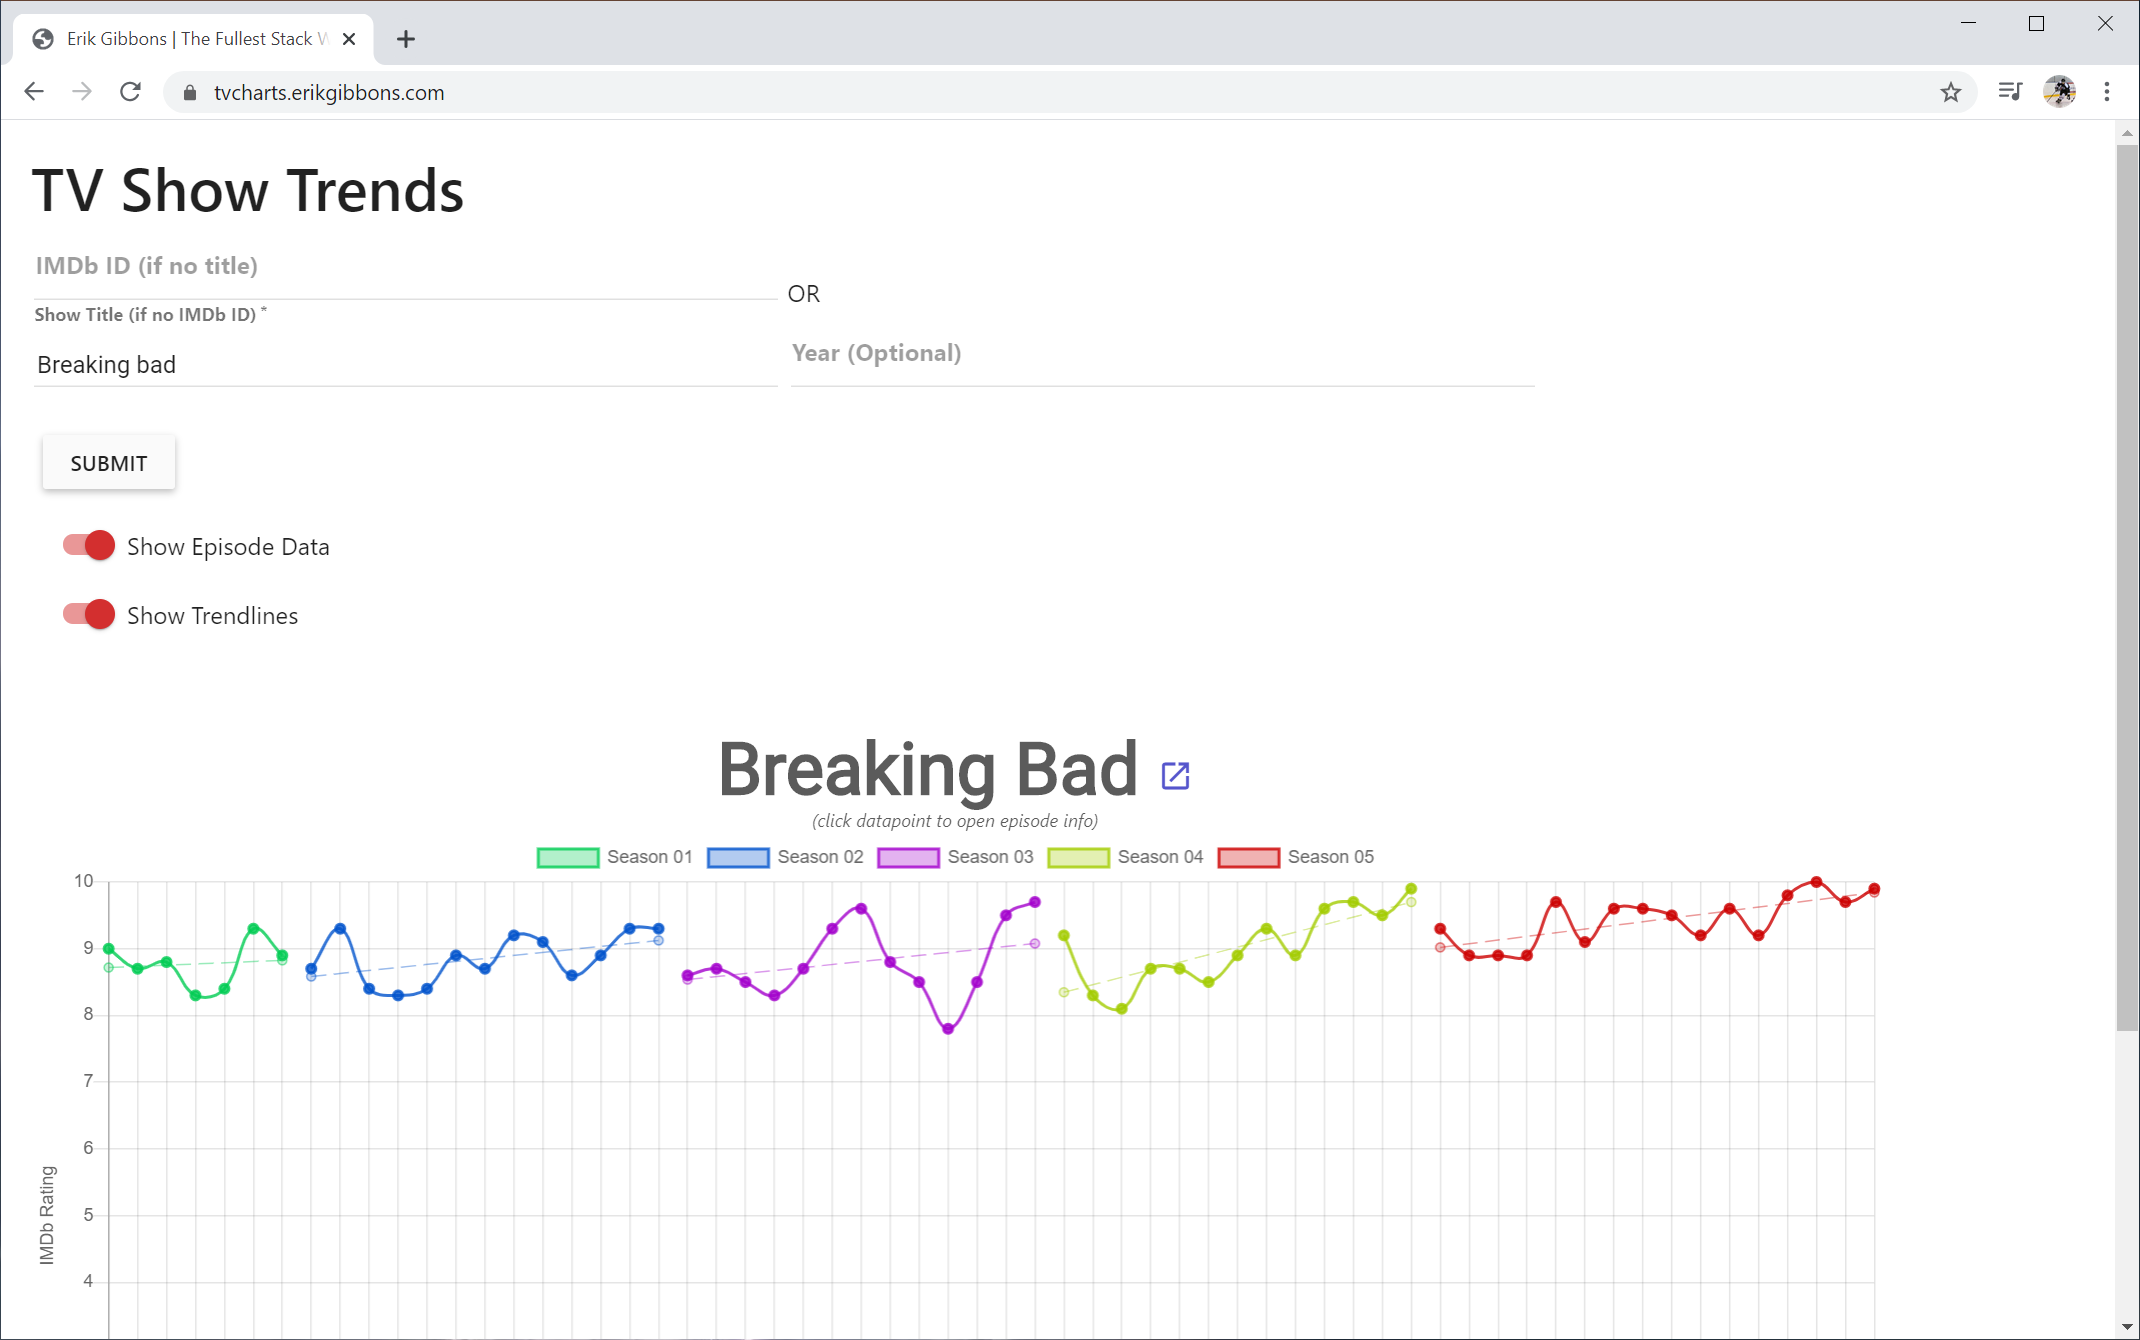 Erik Gibbons | The Fullest Stack W
tvcharts.erikgibbons.com
TV Show Trends
IMDb ID (if no title)
OR
Show Title (if no IMDb ID) *
Breaking bad
Year (Optional)
SUBMIT
Show Episode Data
Show Trendlines
Breaking Bad
(click datapoint to open episode info)
Season 01 Season 02 Season 03 Season 04 Season 05
10
9
8
7
6
5
4
IMDb Rating